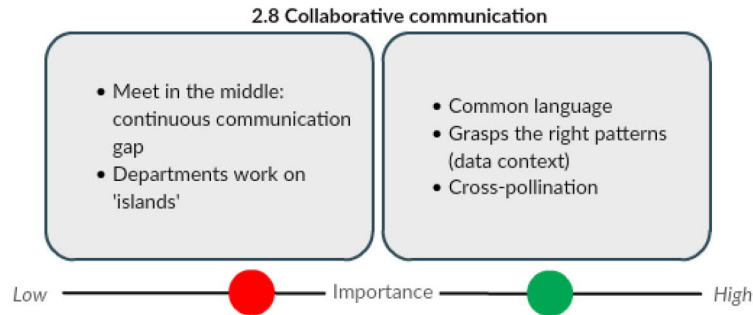 2.8 Collaborative communication
• Meet in the middle:
continuous communication
gap
• Departments work on
'islands'
• Common language
• Grasps the right patterns
(data context)
• Cross-pollination
Low
Importance
High